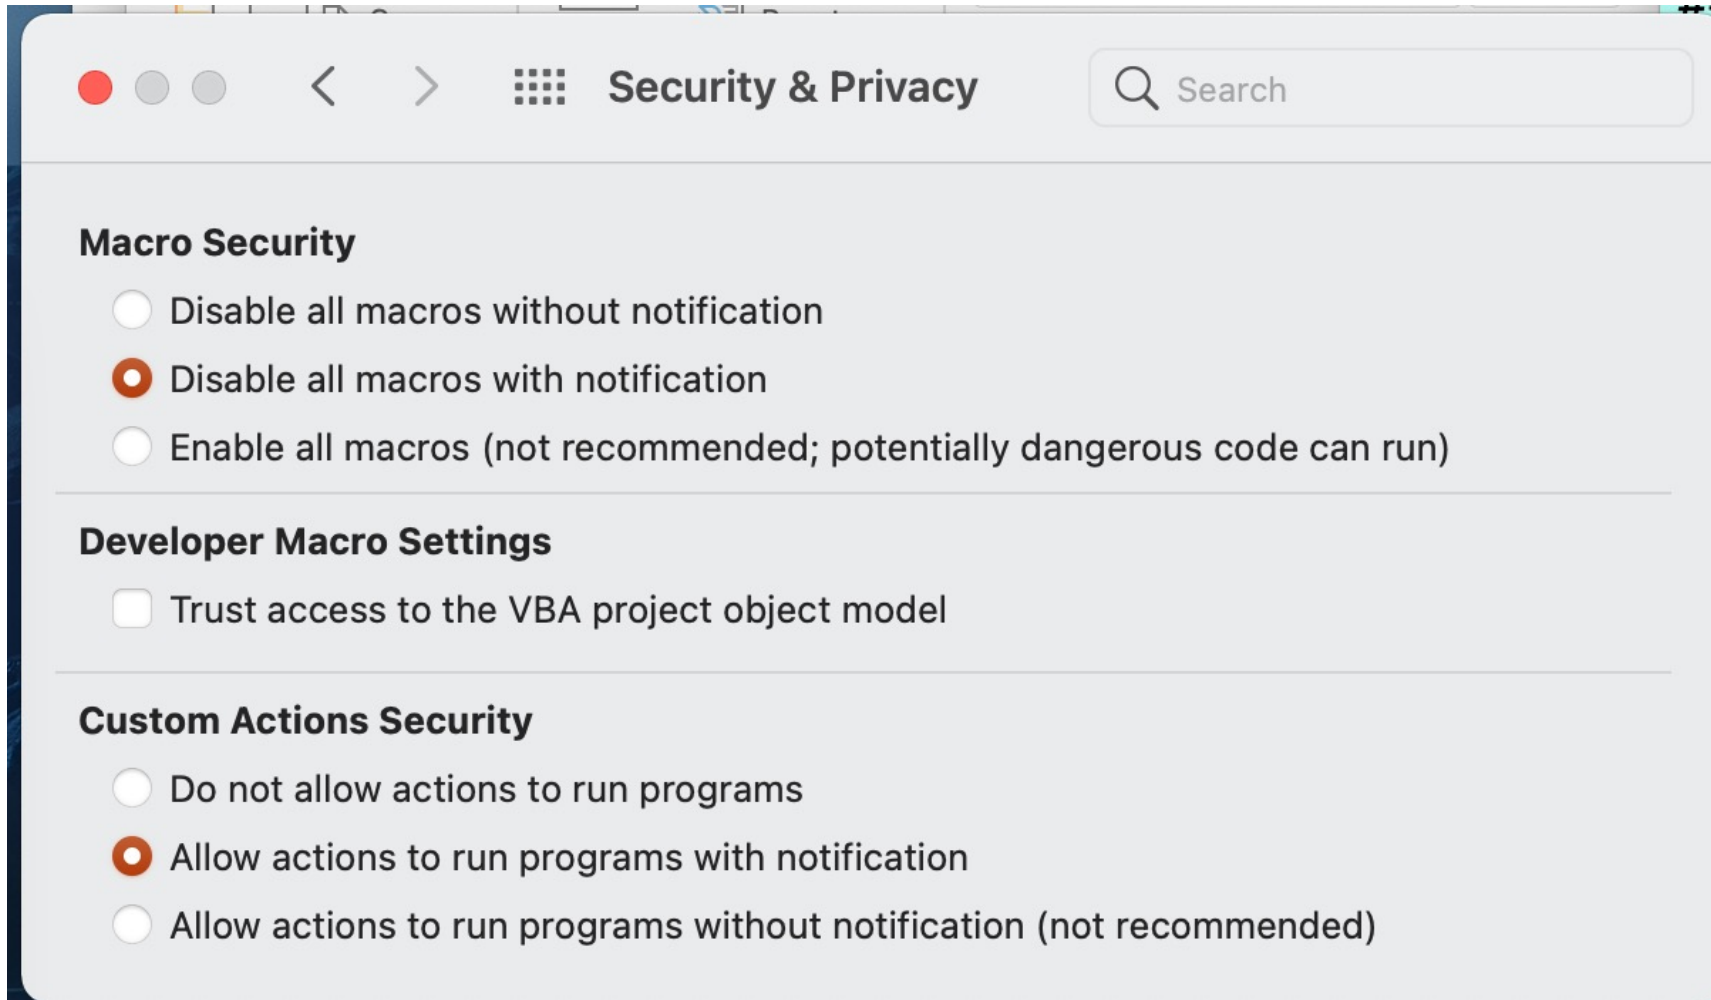 Security & Privacy
Search
Macro Security
Disable all macros without notification
Disable all macros with notification
Enable all macros (not recommended; potentially dangerous code can run)
Developer Macro Settings
Trust access to the VBA project object model
Custom Actions Security
Do not allow actions to run programs
Allow actions to run programs with notification
Allow actions to run programs without notification (not recommended)